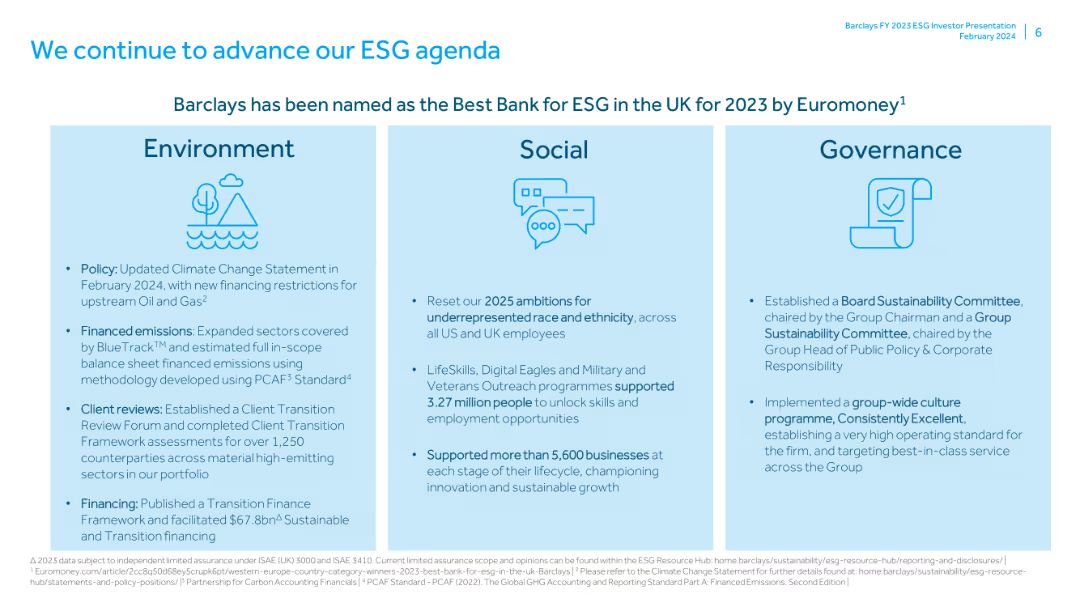 Barclays FY 2023 ESG Investor Presentation
February 2024
6
We continue to advance our ESG agenda
Barclays has been named as the Best Bank for ESG in the UK for 2023 by Euromoney¹
Environment
• Policy: Updated Climate Change Statement in
February 2024, with new financing restrictions for
upstream Oil and Gas²
• Financed emissions: Expanded sectors covered
by BlueTrack™ and estimated full in-scope
balance sheet financed emissions using
methodology developed using PCAF³ Standard⁴
• Client reviews: Established a Client Transition
Review Forum and completed Client Transition
Framework assessments for over 1,250
counterparties across material high-emitting
sectors in our portfolio
• Financing: Published a Transition Finance
Framework and facilitated $67.8bnΔ Sustainable
and Transition financing
Social
• Reset our 2025 ambitions for
underrepresented race and ethnicity, across
all US and UK employees
• LifeSkills, Digital Eagles and Military and
Veterans Outreach programmes supported
3.27 million people to unlock skills and
employment opportunities
• Supported more than 5,600 businesses at
each stage of their lifecycle, championing
innovation and sustainable growth
Governance
• Established a Board Sustainability Committee,
chaired by the Group Chairman and a Group
Sustainability Committee, chaired by the
Group Head of Public Policy & Corporate
Responsibility
• Implemented a group-wide culture
programme, Consistently Excellent,
establishing a very high operating standard for
the firm, and targeting best-in-class service
across the Group
Δ 2023 data subject to independent limited assurance under ISAE (UK) 3000 and ISAE 3410. Current limited assurance scope and opinions can be found within the ESG Resource Hub: home.barclays/sustainability/esg-resource-hub/reporting-and-disclosures/ |
¹ Euromoney.com/article/2cc8q50d68ey5crupk6pt/western-europe-country-category-winners-2023-best-bank-for-esg-in-the-uk-Barclays | ² Please refer to the Climate Change Statement for further details found at: home.barclays/sustainability/esg-resource-
hub/statements-and-policy-positions/ | ³ Partnership for Carbon Accounting Financials | ⁴ PCAF Standard - PCAF (2022). The Global GHG Accounting and Reporting Standard Part A: Financed Emissions. Second Edition |